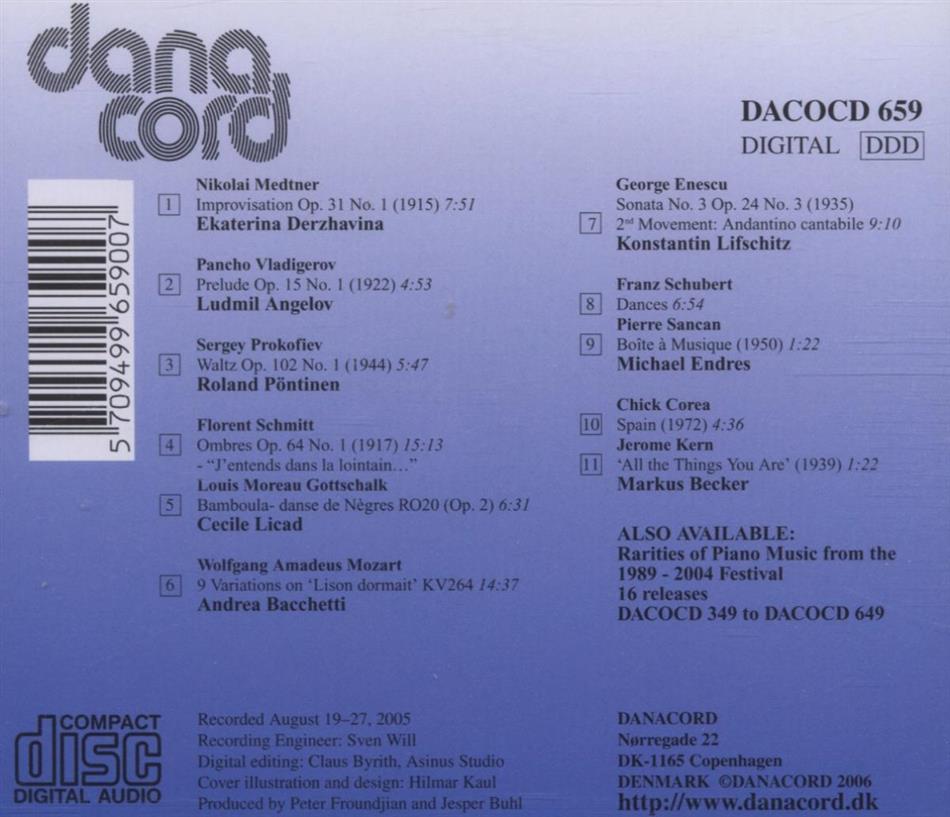 dana
cord
DACOCD 659
DIGITAL DDD
5 709499 659007
Nikolai Medtner
1 Improvisation Op. 31 No. 1 (1915) 7:51
Ekaterina Derzhavina
Pancho Vladigerov
2 Prelude Op. 15 No. 1 (1922) 4:53
Ludmil Angelov
Sergey Prokofiev
3 Waltz Op. 102 No. 1 (1944) 5:47
Roland Pöntinen
Florent Schmitt
4 Ombres Op. 64 No. 1 (1917) 15:13
- “J’entends dans la lointain…”
Louis Moreau Gottschalk
5 Bamboula- danse de Nègres RO20 (Op. 2) 6:31
Cecile Licad
Wolfgang Amadeus Mozart
6 9 Variations on ‘Lison dormait’ KV264 14:37
Andrea Bacchetti
George Enescu
Sonata No. 3 Op. 24 No. 3 (1935)
7 2nd Movement: Andantino cantabile 9:10
Konstantin Lifschitz
Franz Schubert
8 Dances 6:54
Pierre Sancan
9 Boîte à Musique (1950) 1:22
Michael Endres
Chick Corea
10 Spain (1972) 4:36
Jerome Kern
11 ‘All the Things You Are’ (1939) 1:22
Markus Becker
ALSO AVAILABLE:
Rarities of Piano Music from the
1989 - 2004 Festival
16 releases
DACOCD 349 to DACOCD 649
COMPACT
disc
DIGITAL AUDIO
Recorded August 19–27, 2005
Recording Engineer: Sven Will
Digital editing: Claus Byrith, Asinus Studio
Cover illustration and design: Hilmar Kaul
Produced by Peter Froundjian and Jesper Buhl
DANACORD
Nørregade 22
DK-1165 Copenhagen
DENMARK ©DANACORD 2006
http://www.danacord.dk